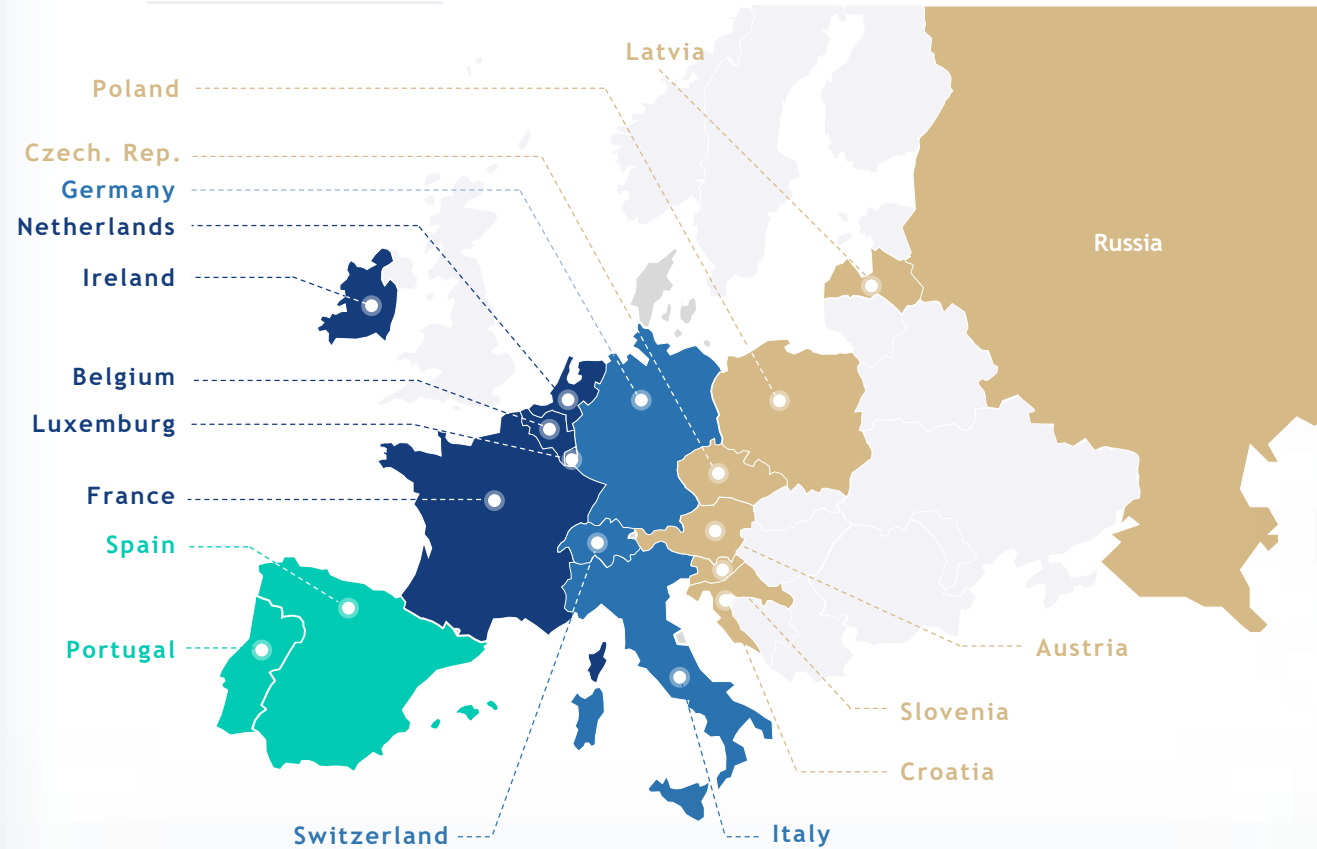 Latvia
Poland
Czech. Rep.
Germany
Netherlands
Russia
Ireland
Belgium
Luxemburg
France
Spain
Portugal
Austria
Slovenia
Croatia
Switzerland
Italy